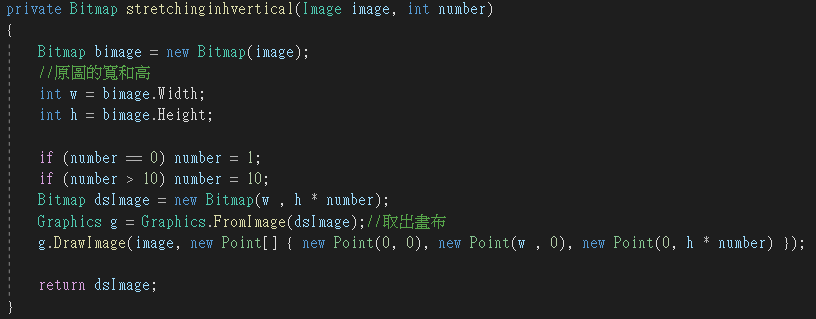 private Bitmap stretchinginhvertical(Image image, int number)
{
Bitmap bimage = new Bitmap(image);
//原圖的寬和高
int w = bimage.Width;
int h = bimage.Height;
if (number == 0) number = 1;
if (number > 10) number = 10;
Bitmap dsImage = new Bitmap(w , h * number);
Graphics g = Graphics.FromImage(dsImage);//取出畫布
g.DrawImage(image, new Point[] { new Point(0, 0), new Point(w , 0), new Point(0, h * number) });
return dsImage;
}